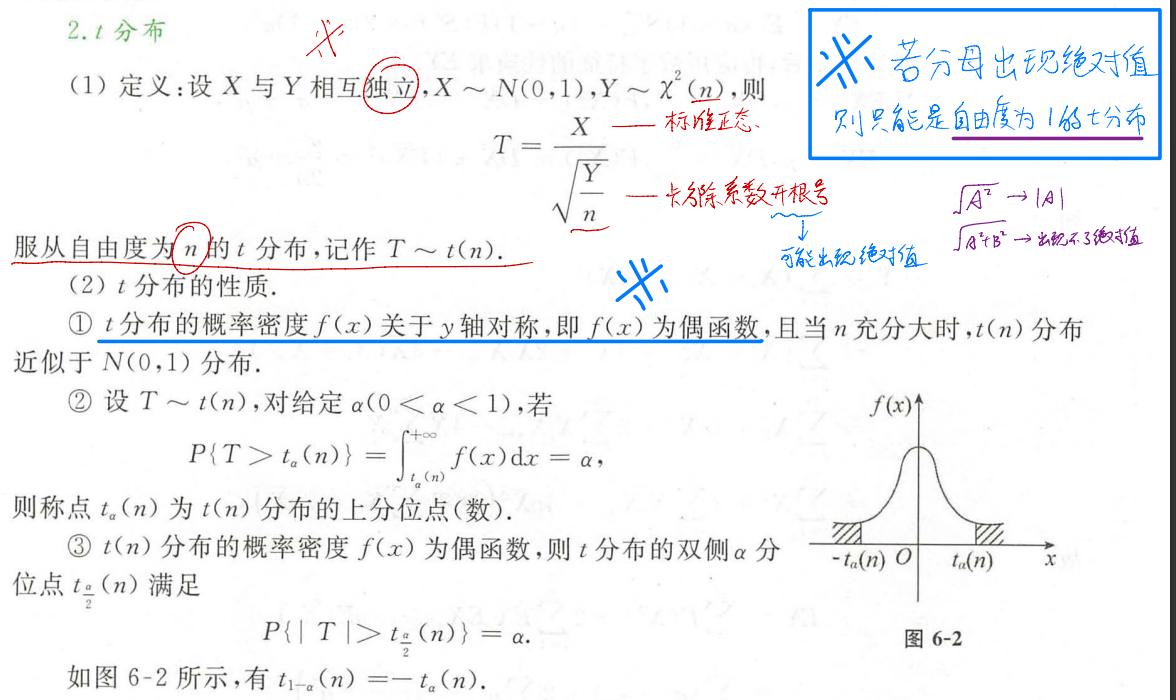 2. t 分布
※
※ 若分母出现绝对值
则只能是自由度为1的t分布
(1) 定义:设 X 与 Y 相互独立,X ~ N(0,1),Y ~ χ²(n),则
T = X / √(Y/n)
标准正态.
卡方除系数开根号
↓
可能出现绝对值
√A² → |A|
√A²+B² → 出现不了绝对值
服从自由度为 n 的 t 分布,记作 T ~ t(n).
(2) t 分布的性质.
※
① t 分布的概率密度 f(x) 关于 y 轴对称,即 f(x) 为偶函数,且当 n 充分大时,t(n) 分布
近似于 N(0,1) 分布.
② 设 T ~ t(n),对给定 α(0 < α < 1),若
P{T > tα(n)} = ∫_{tα(n)}^{+∞} f(x)dx = α,
则称点 tα(n) 为 t(n) 分布的上分位点(数).
③ t(n) 分布的概率密度 f(x) 为偶函数,则 t 分布的双侧 α 分
位点 t_{α/2}(n) 满足
P{| T |> t_{α/2}(n)} = α.
如图 6-2 所示,有 t_{1-α}(n) =- tα(n).
f(x)
-tα(n) O tα(n) x
图 6-2